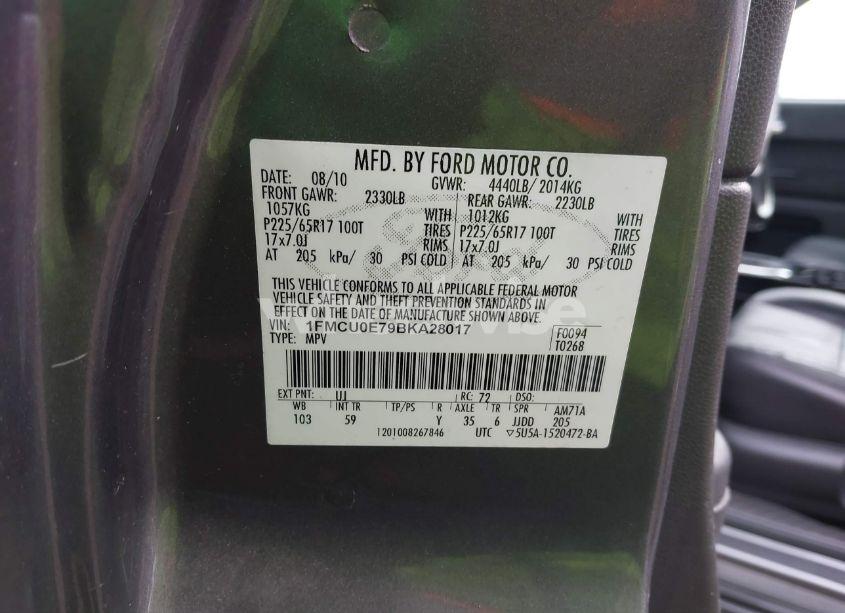 MFD. BY FORD MOTOR CO.
DATE: 08/10 GVWR: 4440LB/ 2014KG
FRONT GAWR: 2330LB REAR GAWR: 2230LB
1057KG WITH 1012KG WITH
P225/65R17 100T TIRES P225/65R17 100T TIRES
17x7.0J RIMS 17x7.0J RIMS
AT 205 kPa/ 30 PSI COLD AT 205 kPa/ 30 PSI COLD
THIS VEHICLE CONFORMS TO ALL APPLICABLE FEDERAL MOTOR
VEHICLE SAFETY AND THEFT PREVENTION STANDARDS IN
EFFECT ON THE DATE OF MANUFACTURE SHOWN ABOVE.
VIN: 1FMCU0E79BKA28017 F0094
TYPE: MPV T0268
EXT PNT: UJ RC: 72 DSO:
WB INT TR TP/PS R AXLE TR SPR AM71A
103 59 Y 35 6 JJDD 205
1201008267846 UTC ▽5U5A-1520472-BA